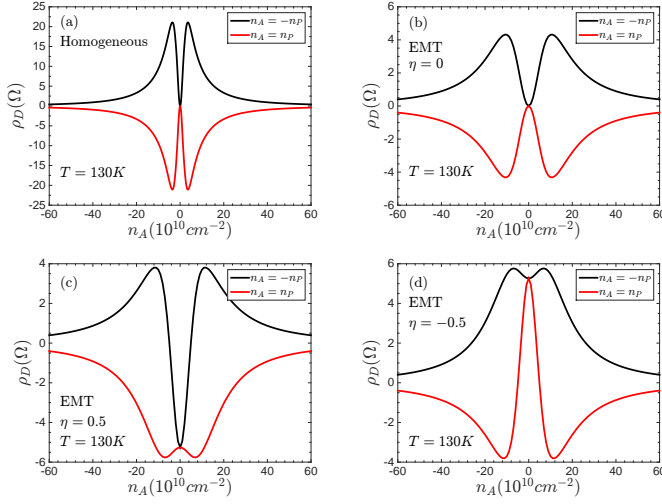 (a)
Homogeneous
n_A = −n_P
n_A = n_P
T = 130K
ρ_D(Ω)
25
20
15
10
5
0
-5
-10
-15
-20
-25
-60 -40 -20 0 20 40 60
n_A(10^10 cm^−2)
(b)
EMT
η = 0
n_A = −n_P
n_A = n_P
T = 130K
ρ_D(Ω)
6
4
2
0
-2
-4
-6
-60 -40 -20 0 20 40 60
n_A(10^10 cm^−2)
(c)
n_A = −n_P
n_A = n_P
EMT
η = 0.5
T = 130K
ρ_D(Ω)
4
2
0
-2
-4
-6
-60 -40 -20 0 20 40 60
n_A(10^10 cm^−2)
(d)
EMT
η = −0.5
n_A = −n_P
n_A = n_P
T = 130K
ρ_D(Ω)
6
4
2
0
-2
-4
-60 -40 -20 0 20 40 60
n_A(10^10 cm^−2)